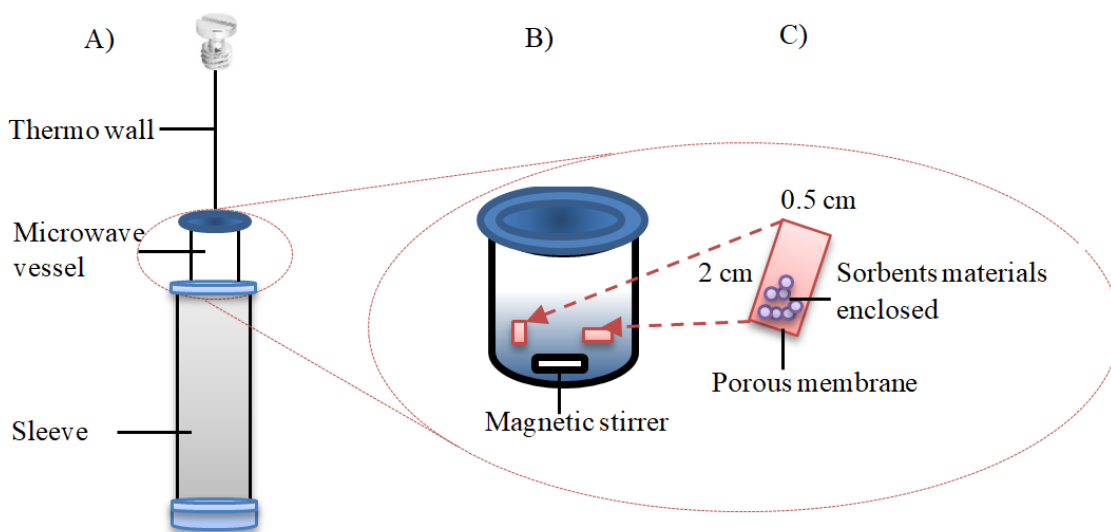 A)
Thermo wall
Microwave
vessel
Sleeve
B)
Magnetic stirrer
C)
0.5 cm
2 cm
Sorbents materials
enclosed
Porous membrane